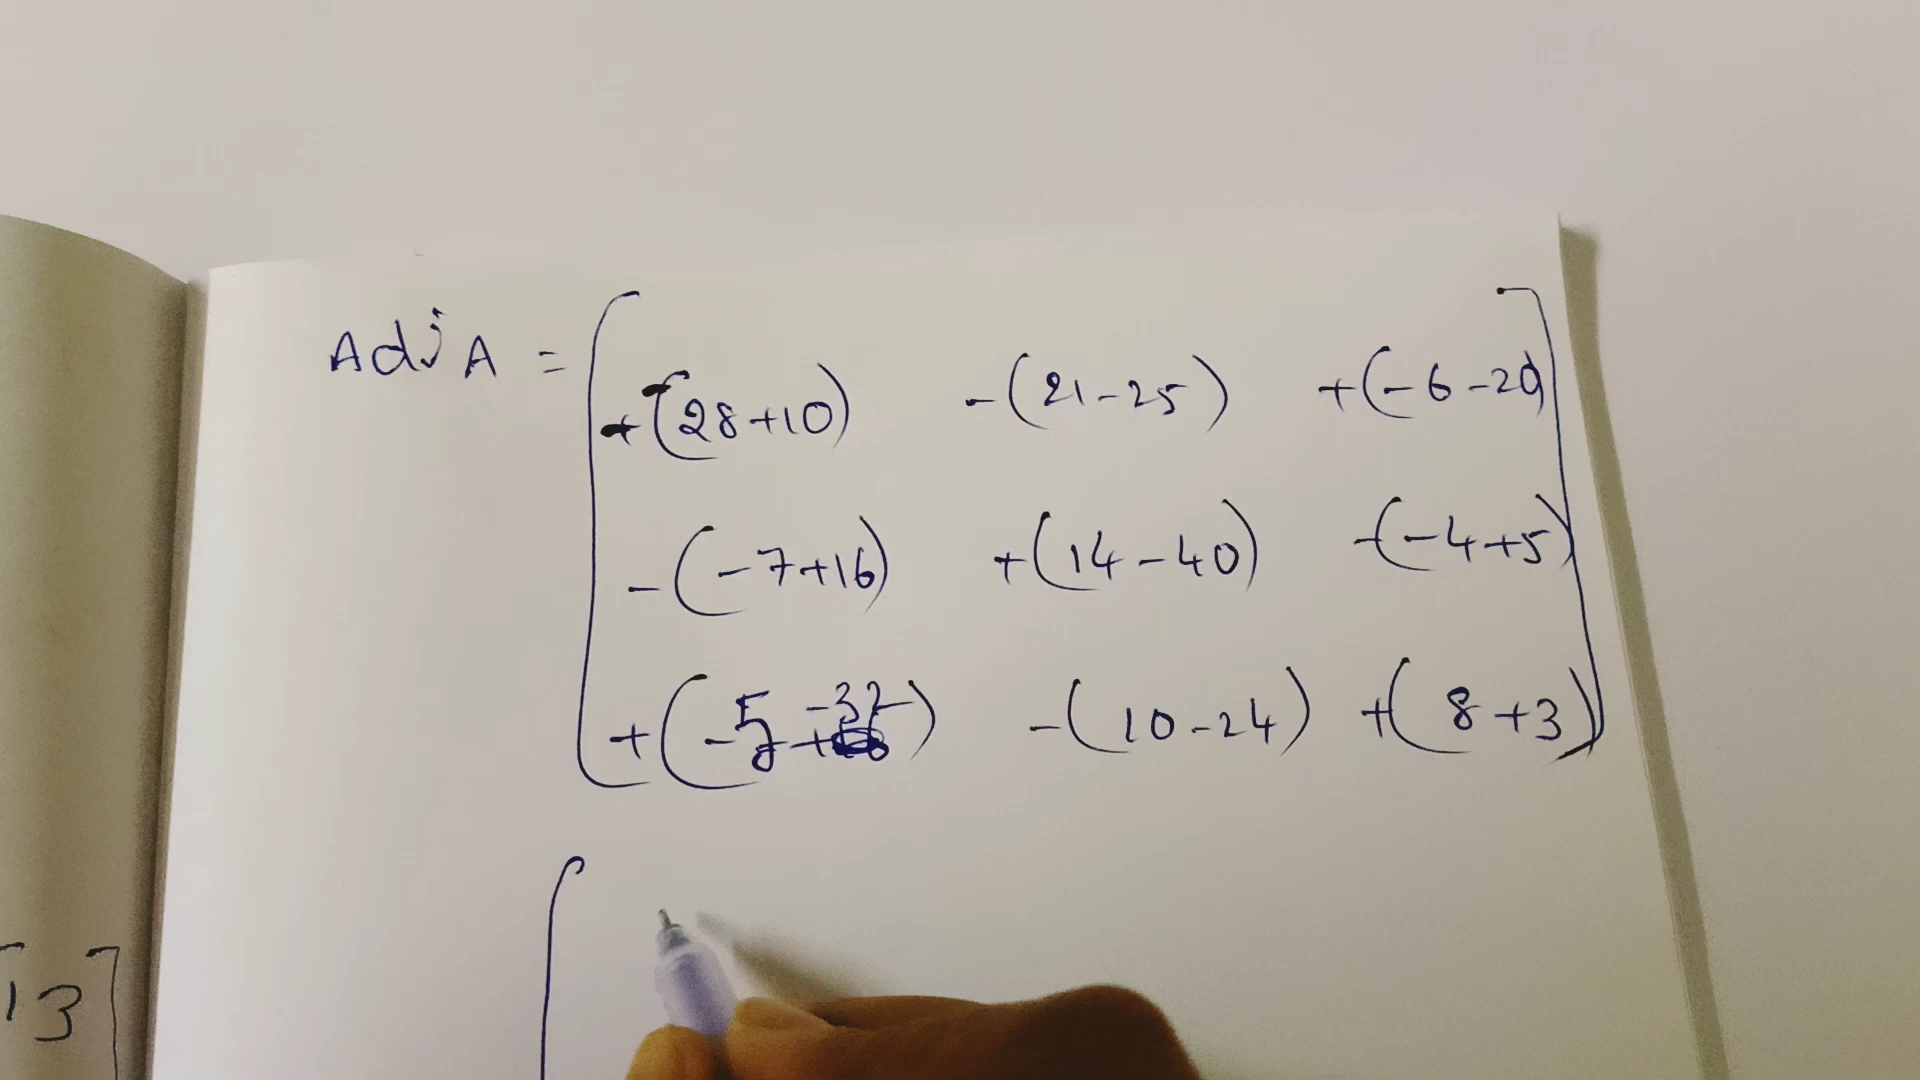 Adj A =
+(28+10) -(21-25) +(-6-20)
-(-7+16) +(14-40) -(-4+5)
+(-5-32) -(10-24) +(8+3)
13]